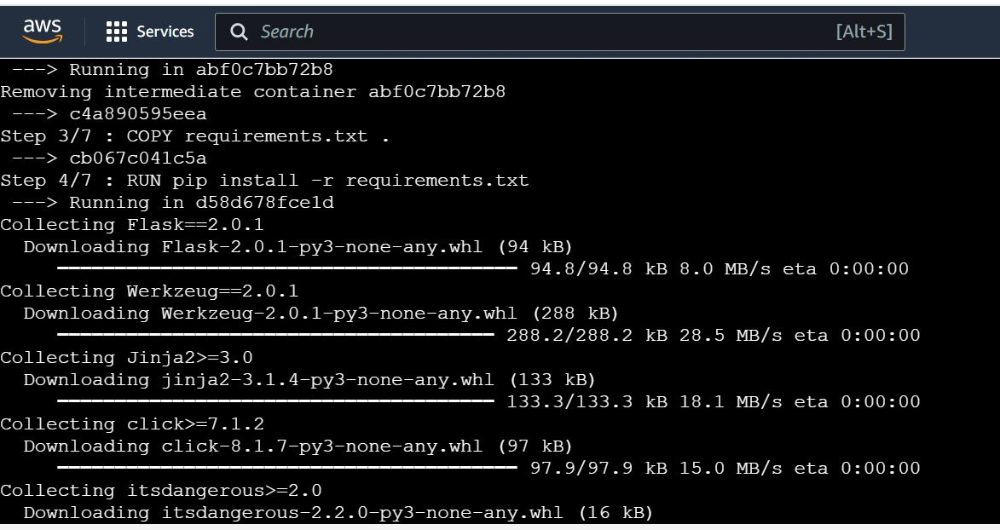 aws
Services
Search
[Alt+S]
---> Running in abf0c7bb72b8
Removing intermediate container abf0c7bb72b8
---> c4a890595eea
Step 3/7 : COPY requirements.txt .
---> cb067c041c5a
Step 4/7 : RUN pip install -r requirements.txt
---> Running in d58d678fce1d
Collecting Flask==2.0.1
Downloading Flask-2.0.1-py3-none-any.whl (94 kB)
94.8/94.8 kB 8.0 MB/s eta 0:00:00
Collecting Werkzeug==2.0.1
Downloading Werkzeug-2.0.1-py3-none-any.whl (288 kB)
288.2/288.2 kB 28.5 MB/s eta 0:00:00
Collecting Jinja2>=3.0
Downloading jinja2-3.1.4-py3-none-any.whl (133 kB)
133.3/133.3 kB 18.1 MB/s eta 0:00:00
Collecting click>=7.1.2
Downloading click-8.1.7-py3-none-any.whl (97 kB)
97.9/97.9 kB 15.0 MB/s eta 0:00:00
Collecting itsdangerous>=2.0
Downloading itsdangerous-2.2.0-py3-none-any.whl (16 kB)